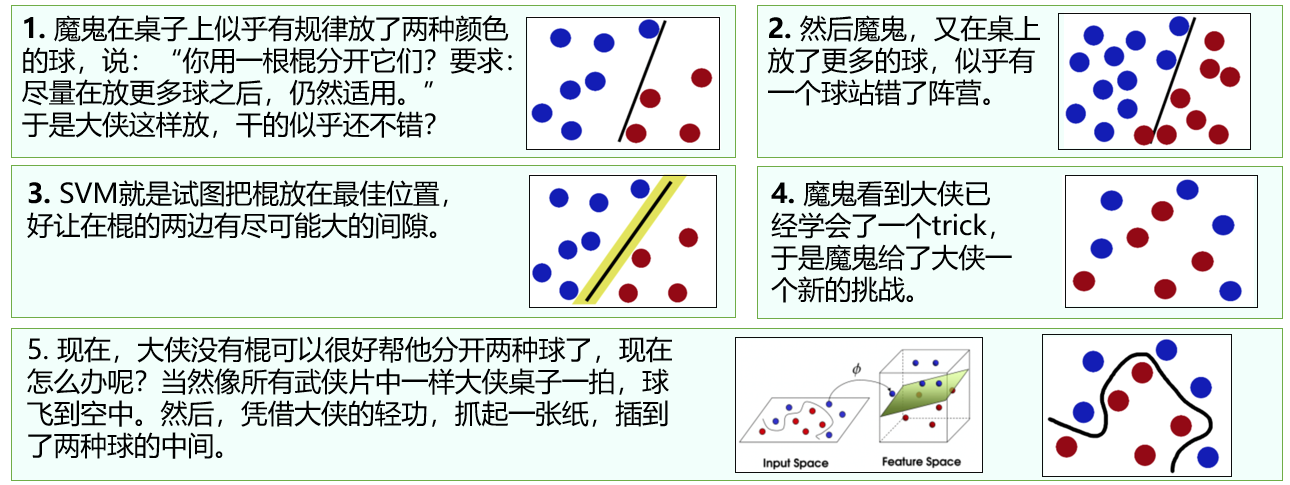 1. 魔鬼在桌子上似乎有规律放了两种颜色
的球，说：“你用一根棍分开它们？要求：
尽量在放更多球之后，仍然适用。”
于是大侠这样放，干的似乎还不错？
2. 然后魔鬼，又在桌上
放了更多的球，似乎有
一个球站错了阵营。
3. SVM就是试图把棍放在最佳位置，
好让在棍的两边有尽可能大的间隙。
4. 魔鬼看到大侠已
经学会了一个trick，
于是魔鬼给了大侠一
个新的挑战。
5. 现在，大侠没有棍可以很好帮他分开两种球了，现在
怎么办呢？当然像所有武侠片中一样大侠桌子一拍，球
飞到空中。然后，凭借大侠的轻功，抓起一张纸，插到
了两种球的中间。
ϕ
Input Space
Feature Space